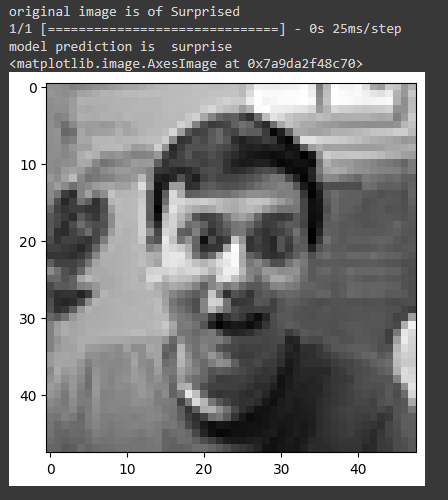 original image is of Surprised
1/1 [==============================] - 0s 25ms/step
model prediction is  surprise
<matplotlib.image.AxesImage at 0x7a9da2f48c70>
0
10
20
30
40
0 10 20 30 40